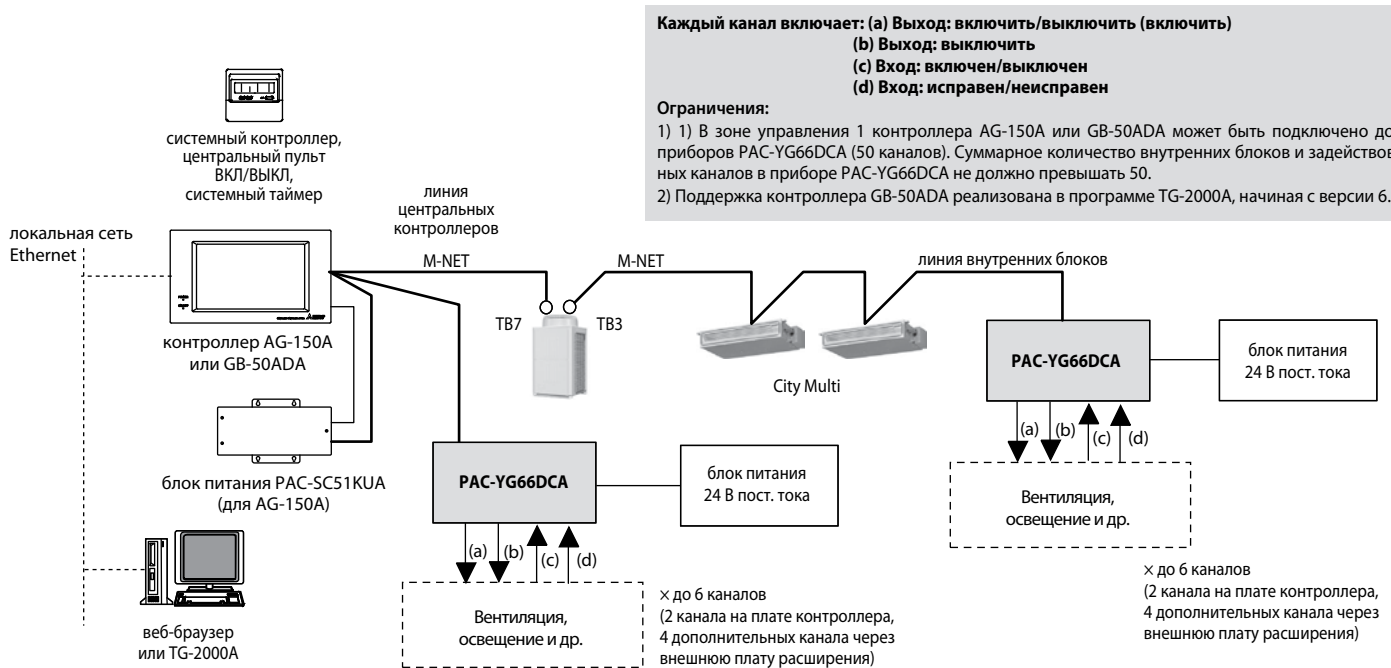 Каждый канал включает: (a) Выход: включить/выключить (включить)
(b) Выход: выключить
(c) Вход: включен/выключен
(d) Вход: исправен/неисправен
Ограничения:
1) 1) В зоне управления 1 контроллера AG-150A или GB-50ADA может быть подключено до
приборов PAC-YG66DCA (50 каналов). Суммарное количество внутренних блоков и задействов
ных каналов в приборе PAC-YG66DCA не должно превышать 50.
2) Поддержка контроллера GB-50ADA реализована в программе TG-2000A, начиная с версии 6.
системный контроллер,
центральный пульт
ВКЛ/ВЫКЛ,
системный таймер
локальная сеть
Ethernet
линия
центральных
контроллеров
M-NET
M-NET
линия внутренних блоков
TB7
TB3
контроллер AG-150A
или GB-50ADA
City Multi
PAC-YG66DCA
блок питания
24 В пост. тока
(a)
(b)
(c)
(d)
Вентиляция,
освещение и др.
× до 6 каналов
(2 канала на плате контроллера,
4 дополнительных канала через
внешнюю плату расширения)
блок питания PAC-SC51KUA
(для AG-150A)
PAC-YG66DCA
блок питания
24 В пост. тока
(a)
(b)
(c)
(d)
Вентиляция,
освещение и др.
× до 6 каналов
(2 канала на плате контроллера,
4 дополнительных канала через
внешнюю плату расширения)
веб-браузер
или TG-2000A